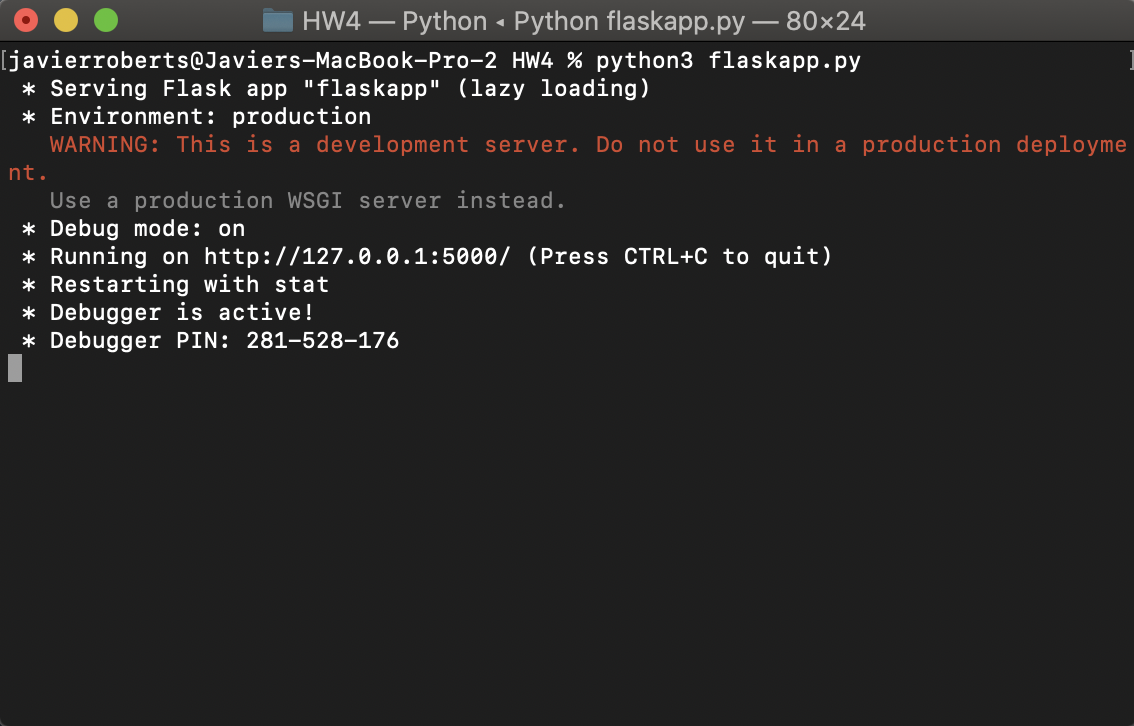 HW4 — Python ◂ Python flaskapp.py — 80×24
[javierroberts@Javiers-MacBook-Pro-2 HW4 % python3 flaskapp.py ]
 * Serving Flask app "flaskapp" (lazy loading)
 * Environment: production
   WARNING: This is a development server. Do not use it in a production deployme
nt.
   Use a production WSGI server instead.
 * Debug mode: on
 * Running on http://127.0.0.1:5000/ (Press CTRL+C to quit)
 * Restarting with stat
 * Debugger is active!
 * Debugger PIN: 281-528-176